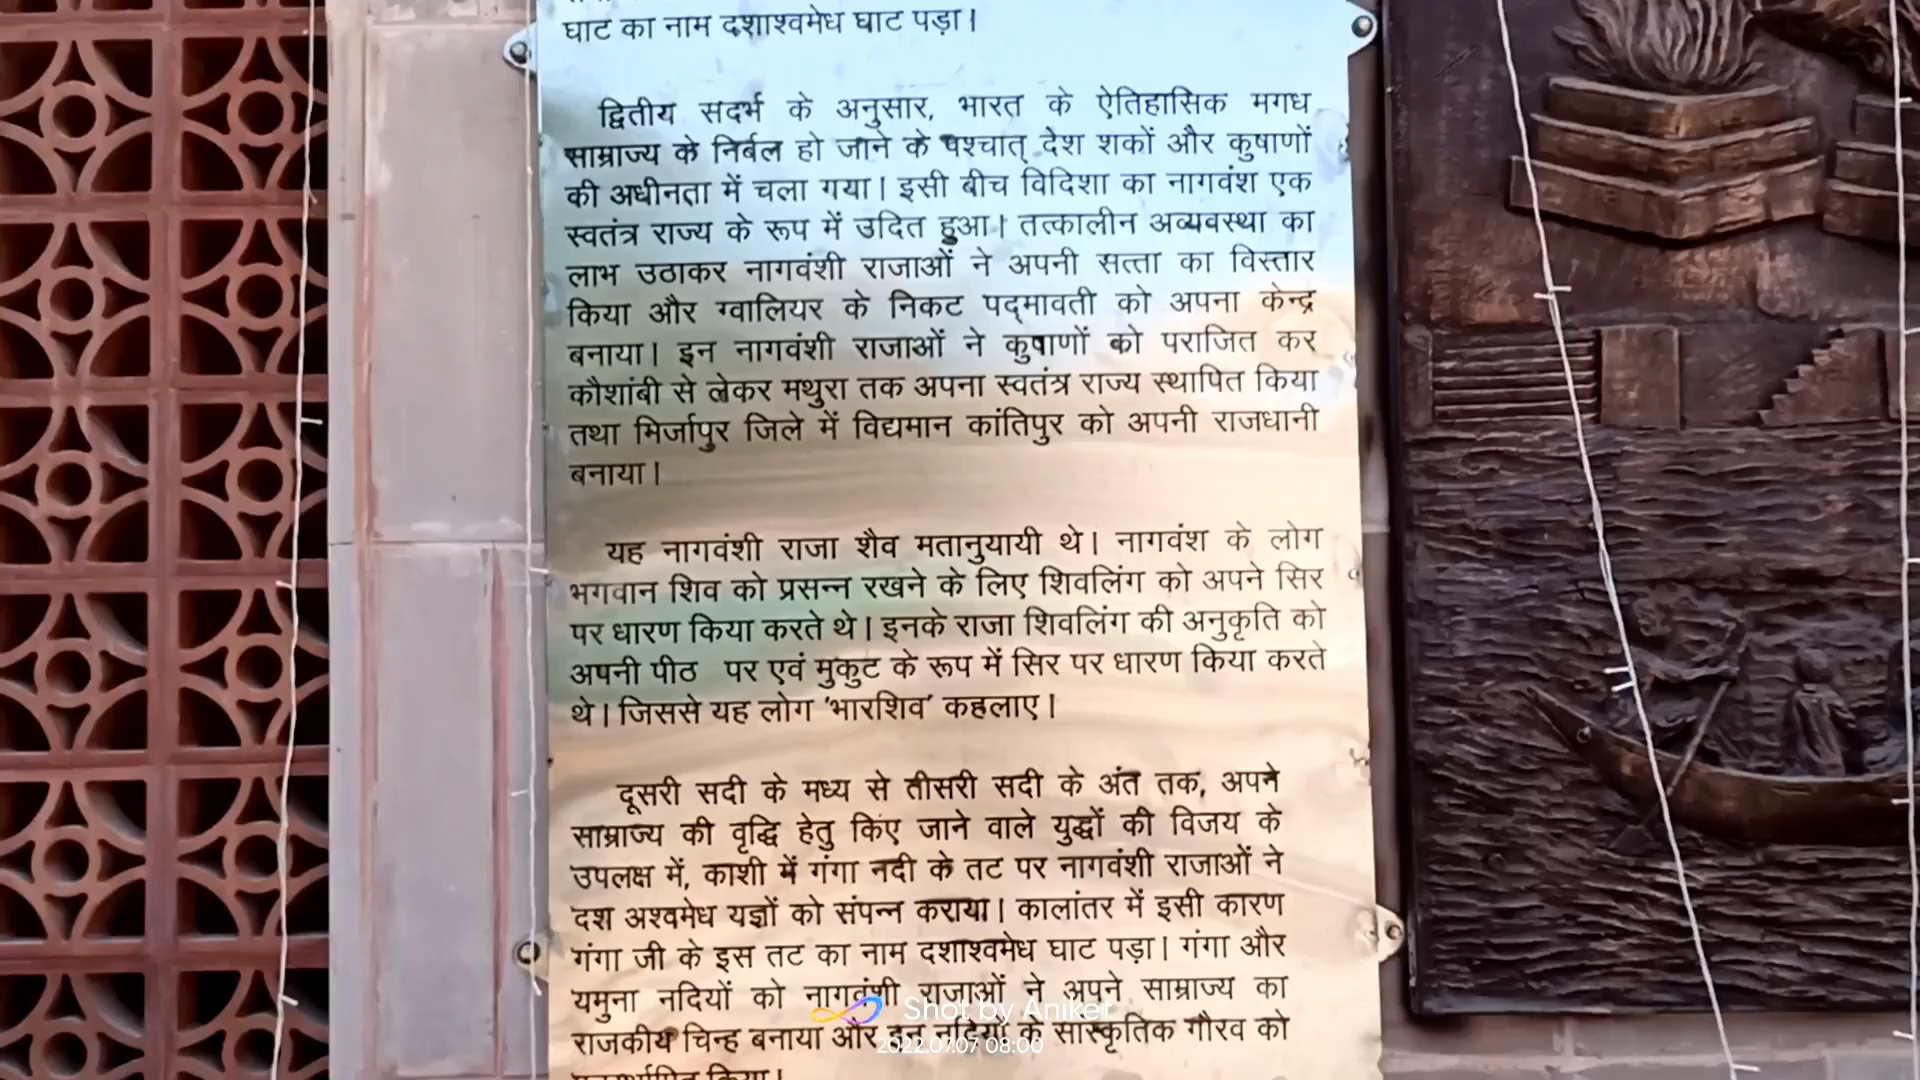 घाट का नाम दशाश्वमेध घाट पड़ा।
द्वितीय संदर्भ के अनुसार, भारत के ऐतिहासिक मगध
साम्राज्य के निर्बल हो जाने के पश्चात् देश शकों और कुषाणों
की अधीनता में चला गया। इसी बीच विदिशा का नागवंश एक
स्वतंत्र राज्य के रूप में उदित हुआ। तत्कालीन अव्यवस्था का
लाभ उठाकर नागवंशी राजाओं ने अपनी सत्ता का विस्तार
किया और ग्वालियर के निकट पद्मावती को अपना केन्द्र
बनाया। इन नागवंशी राजाओं ने कुषाणों को पराजित कर
कौशांबी से लेकर मथुरा तक अपना स्वतंत्र राज्य स्थापित किया
तथा मिर्जापुर जिले में विद्यमान कांतिपुर को अपनी राजधानी
बनाया।
यह नागवंशी राजा शैव मतानुयायी थे। नागवंश के लोग
भगवान शिव को प्रसन्न रखने के लिए शिवलिंग को अपने सिर
पर धारण किया करते थे। इनके राजा शिवलिंग की अनुकृति को
अपनी पीठ पर एवं मुकुट के रूप में सिर पर धारण किया करते
थे। जिससे यह लोग 'भारशिव' कहलाए।
दूसरी सदी के मध्य से तीसरी सदी के अंत तक, अपने
साम्राज्य की वृद्धि हेतु किए जाने वाले युद्धों की विजय के
उपलक्ष में, काशी में गंगा नदी के तट पर नागवंशी राजाओं ने
दश अश्वमेध यज्ञों को संपन्न कराया। कालांतर में इसी कारण
गंगा जी के इस तट का नाम दशाश्वमेध घाट पड़ा। गंगा और
यमुना नदियों को नागवंशी राजाओं ने अपने साम्राज्य का
राजकीय चिन्ह बनाया और इन नदियों के सांस्कृतिक गौरव को
किया।
Shot by Aniker
2022.07.07 08:00